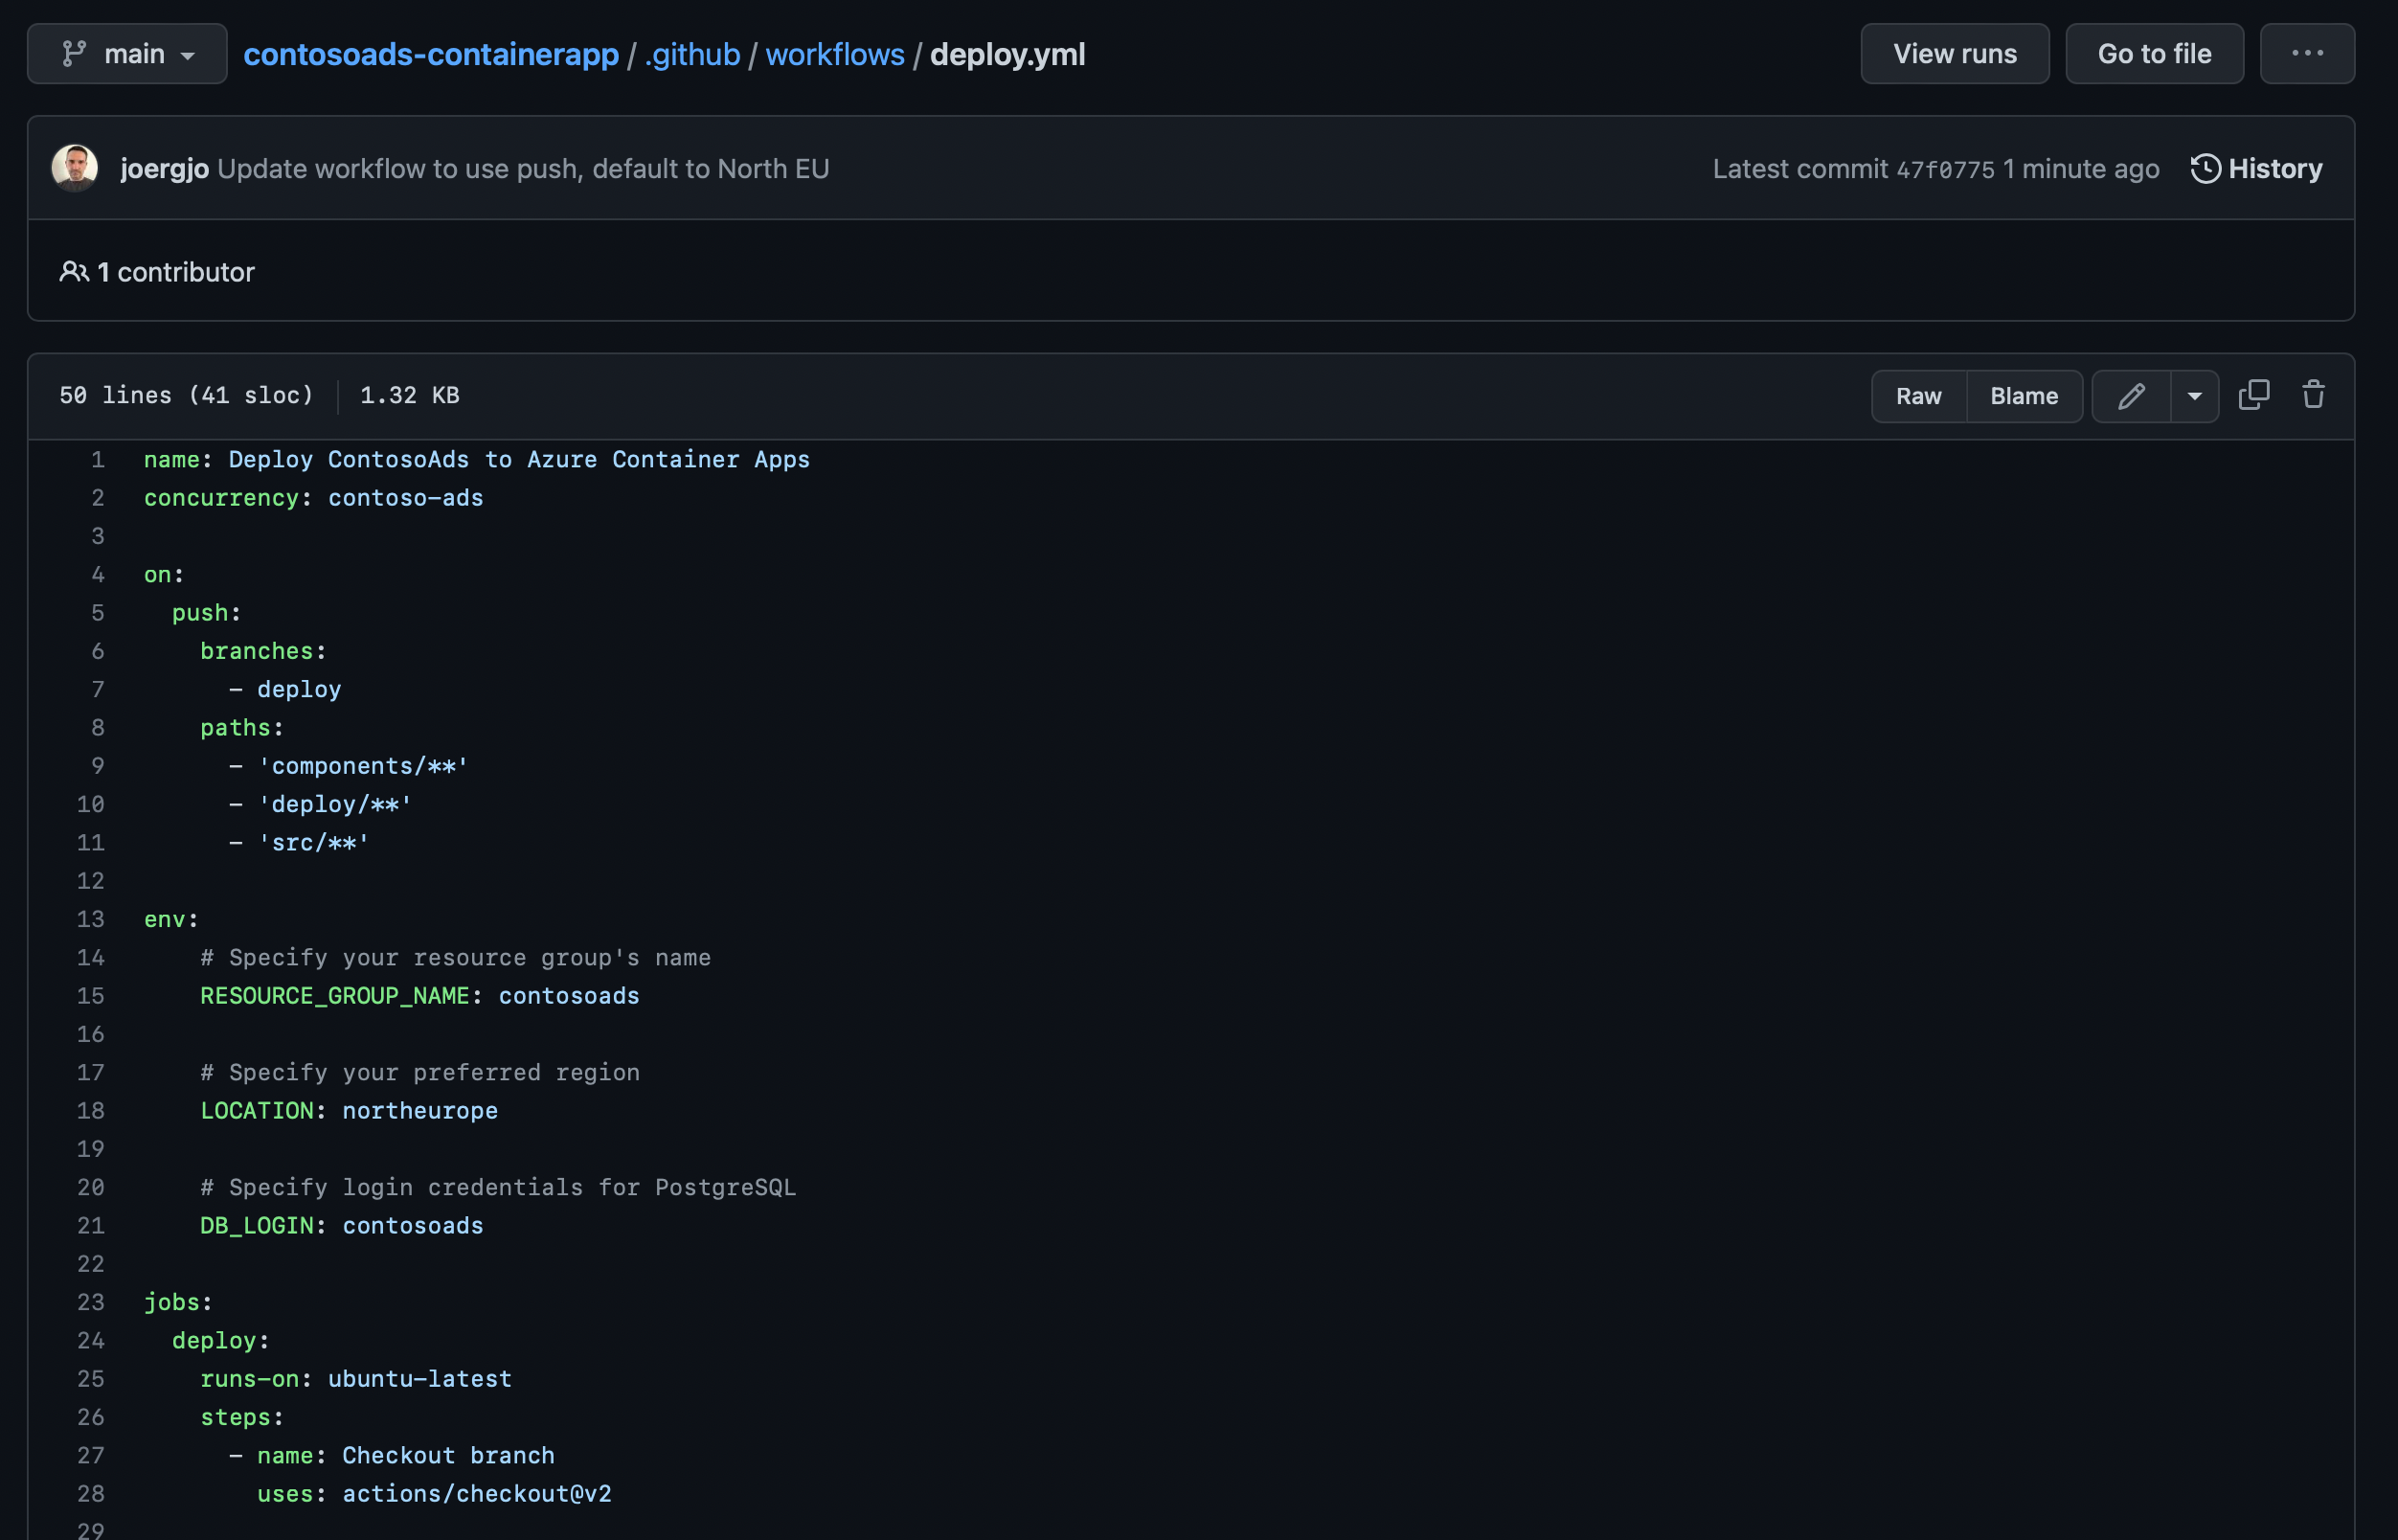 main contosoads-containerapp / .github / workflows / deploy.yml View runs Go to file ...
joergjo Update workflow to use push, default to North EU Latest commit 47f0775 1 minute ago History
1 contributor
50 lines (41 sloc) 1.32 KB Raw Blame
1 name: Deploy ContosoAds to Azure Container Apps
2 concurrency: contoso-ads
3
4 on:
5   push:
6     branches:
7       - deploy
8     paths:
9       - 'components/**'
10       - 'deploy/**'
11       - 'src/**'
12
13 env:
14     # Specify your resource group's name
15     RESOURCE_GROUP_NAME: contosoads
16
17     # Specify your preferred region
18     LOCATION: northeurope
19
20     # Specify login credentials for PostgreSQL
21     DB_LOGIN: contosoads
22
23 jobs:
24   deploy:
25     runs-on: ubuntu-latest
26     steps:
27       - name: Checkout branch
28         uses: actions/checkout@v2
29